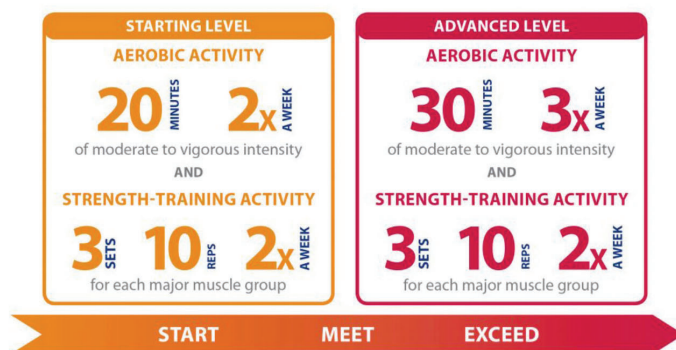 STARTING LEVEL
AEROBIC ACTIVITY
20 MINUTES 2x A WEEK
of moderate to vigorous intensity
AND
STRENGTH-TRAINING ACTIVITY
3 SETS 10 REPS 2x A WEEK
for each major muscle group
ADVANCED LEVEL
AEROBIC ACTIVITY
30 MINUTES 3x A WEEK
of moderate to vigorous intensity
AND
STRENGTH-TRAINING ACTIVITY
3 SETS 10 REPS 2x A WEEK
for each major muscle group
START MEET EXCEED